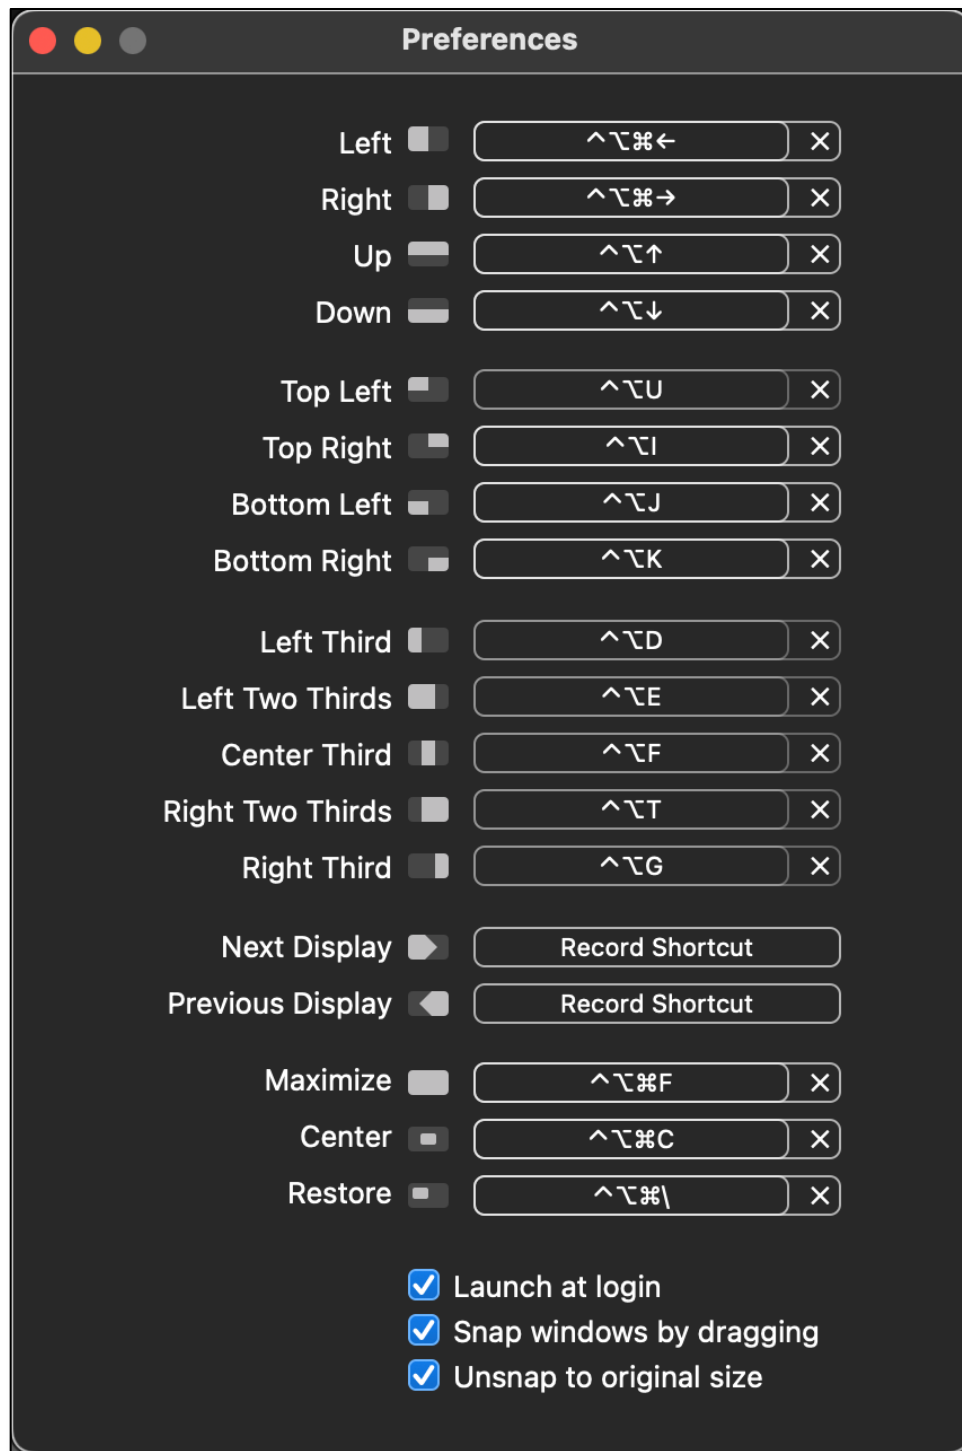 Preferences
Left ^⌥⌘←
Right ^⌥⌘→
Up ^⌥↑
Down ^⌥↓
Top Left ^⌥U
Top Right ^⌥I
Bottom Left ^⌥J
Bottom Right ^⌥K
Left Third ^⌥D
Left Two Thirds ^⌥E
Center Third ^⌥F
Right Two Thirds ^⌥T
Right Third ^⌥G
Next Display Record Shortcut
Previous Display Record Shortcut
Maximize ^⌥⌘F
Center ^⌥⌘C
Restore ^⌥⌘\
Launch at login
Snap windows by dragging
Unsnap to original size